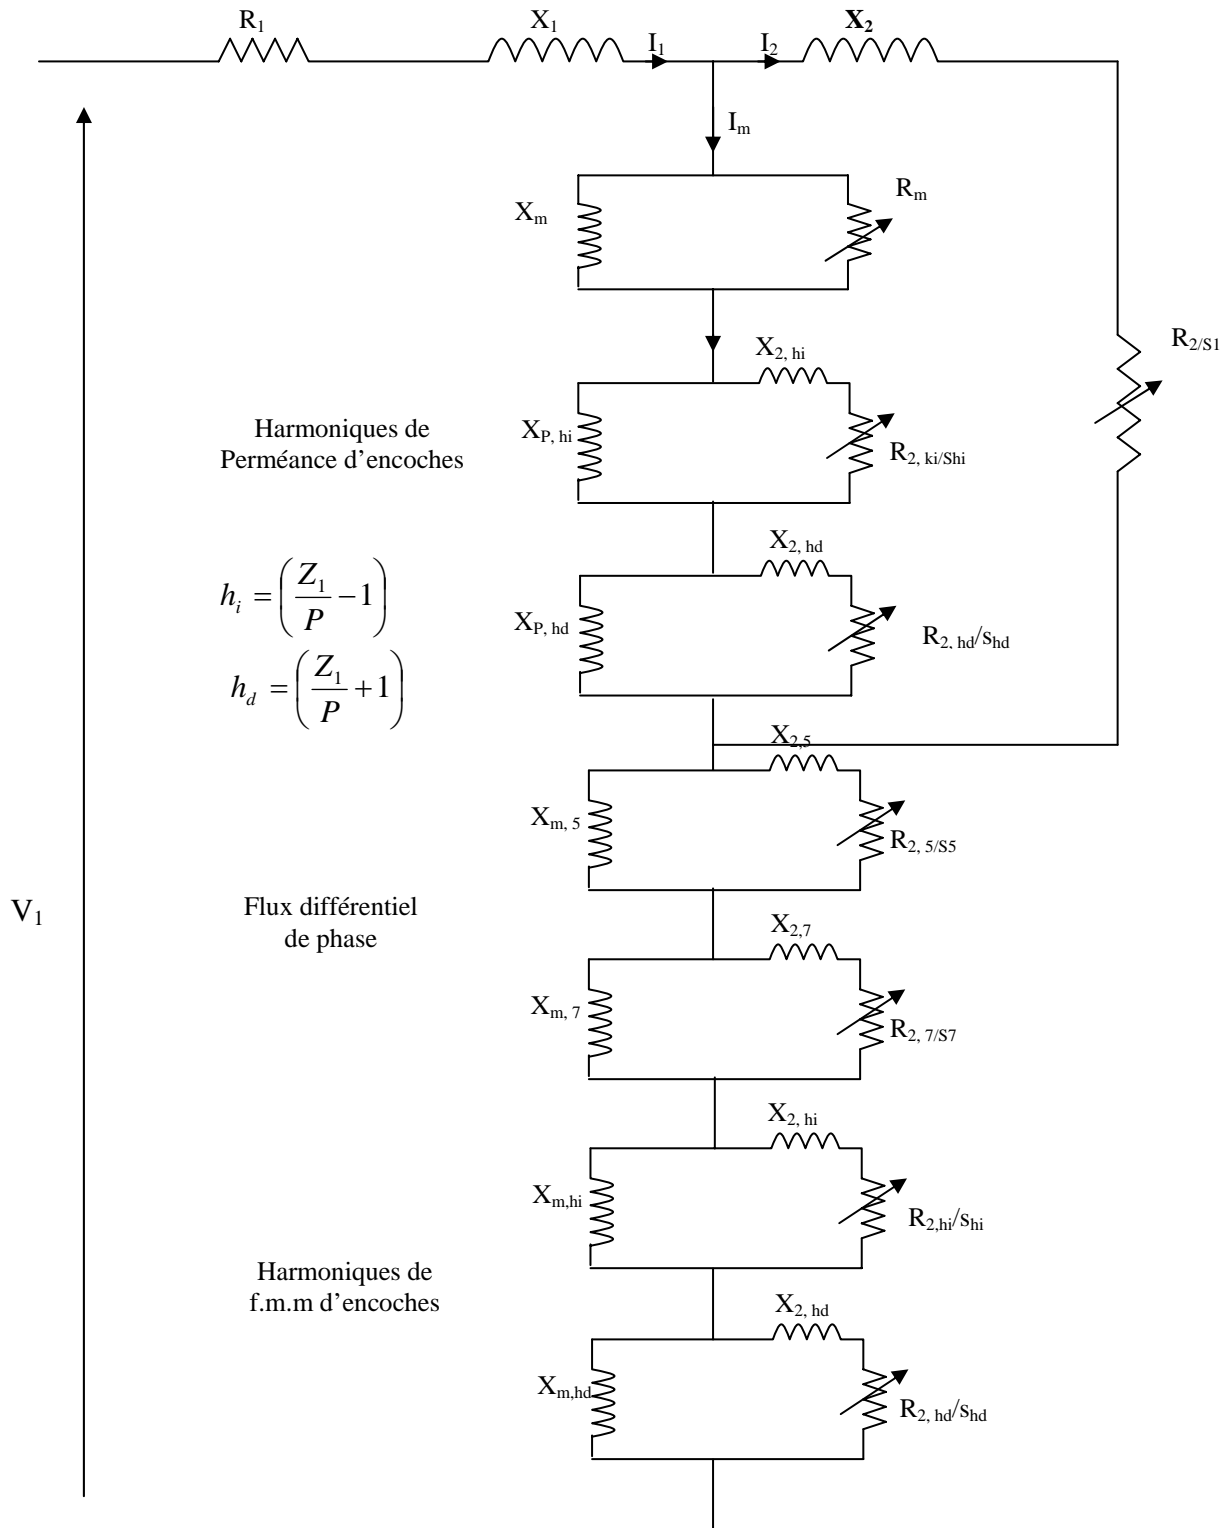 R₁ X₁ X₂
I₁ I₂
Iₘ
Xₘ Rₘ
R2/S1
X2, hi
Harmoniques de
Perméance d’encoches
XP, hi
R2, ki/Shi
X2, hd
hᵢ = (Z₁/P − 1)
XP, hd
R2, hd/shd
h_d = (Z₁/P + 1)
X2,5
Xm, 5
R2, 5/S5
V₁
Flux différentiel
de phase
X2,7
Xm, 7
R2, 7/S7
X2, hi
Xm,hi
R2,hi/shi
Harmoniques de
f.m.m d’encoches
X2, hd
Xm,hd
R2, hd/shd